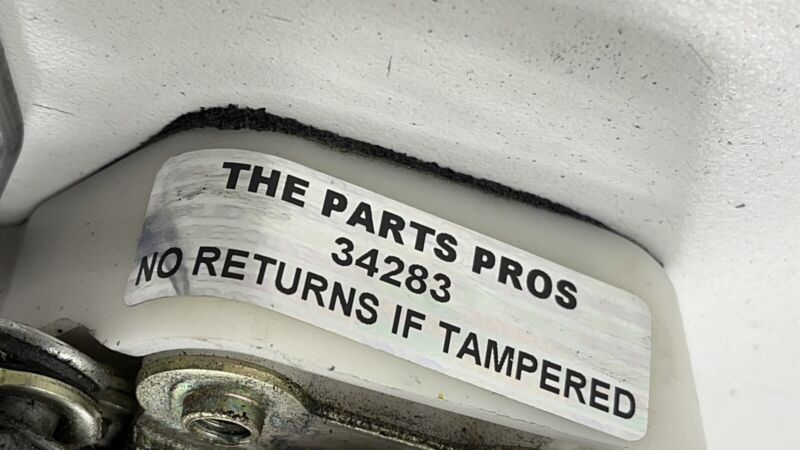 THE PARTS PROS
34283
NO RETURNS IF TAMPERED